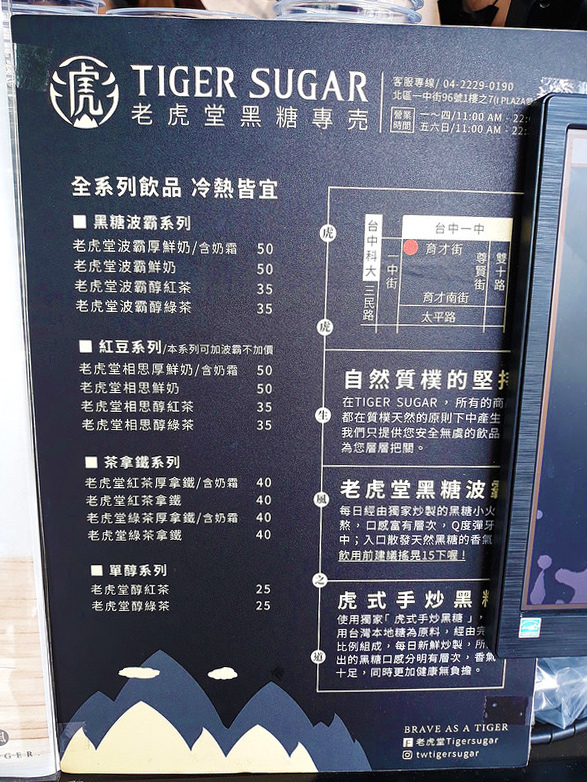 虎
TIGER SUGAR
老虎堂黑糖專売
客服專線/ 04-2229-0190
北區一中街96號1樓之7(I PLAZA
營業時間
一～四/11:00 AM - 22:
五六日/11:00 AM - 22:
全系列飲品 冷熱皆宜
■ 黑糖波霸系列
老虎堂波霸厚鮮奶/含奶霜 50
老虎堂波霸鮮奶 50
老虎堂波霸醇紅茶 35
老虎堂波霸醇綠茶 35
■ 紅豆系列/本系列可加波霸不加價
老虎堂相思厚鮮奶/含奶霜 50
老虎堂相思鮮奶 50
老虎堂相思醇紅茶 35
老虎堂相思醇綠茶 35
■ 茶拿鐵系列
老虎堂紅茶厚拿鐵/含奶霜 40
老虎堂紅茶拿鐵 40
老虎堂綠茶厚拿鐵/含奶霜 40
老虎堂綠茶拿鐵 40
■ 單醇系列
老虎堂醇紅茶 25
老虎堂醇綠茶 25
虎
虎
生
風
之
道
台中科大
三民路
一中街
台中一中
育才街
尊賢街
雙十路
育才南街
太平路
自然質樸的堅持
在TIGER SUGAR， 所有的商
都在質樸天然的原則下中產生
我們只提供您安全無虞的飲品
為您層層把關。
老虎堂黑糖波霸
每日經由獨家炒製的黑糖小火
熬，口感富有層次，Q度彈牙
中；入口散發天然黑糖的香氣
飲用前建議搖晃15下喔！
虎式手炒黑糖
使用獨家「虎式手炒黑糖」，
用台灣本地糖為原料，經由完
比例組成，每日新鮮炒製，所
出的黑糖口感分明有層次，香氣
十足，同時更加健康無負擔。
BRAVE AS A TIGER
老虎堂Tigersugar
twtigersugar
GER